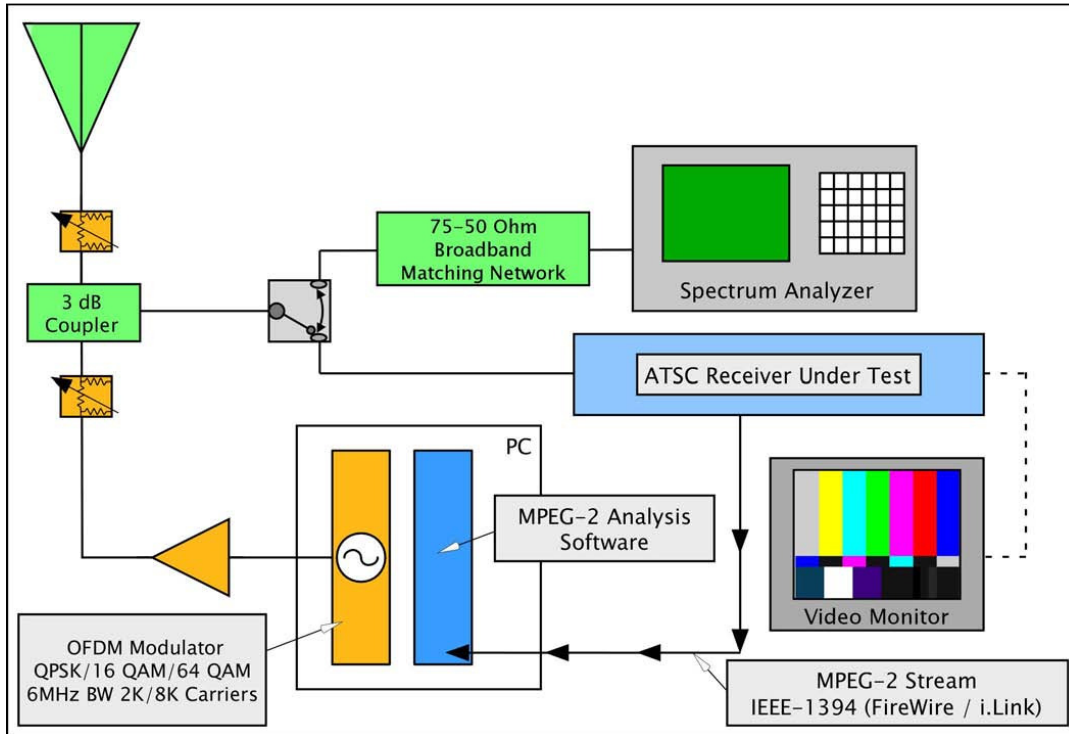 75-50 Ohm
Broadband
Matching Network
Spectrum Analyzer
3 dB
Coupler
ATSC Receiver Under Test
PC
MPEG-2 Analysis
Software
Video Monitor
OFDM Modulator
QPSK/16 QAM/64 QAM
6MHz BW 2K/8K Carriers
MPEG-2 Stream
IEEE-1394 (FireWire / i.Link)